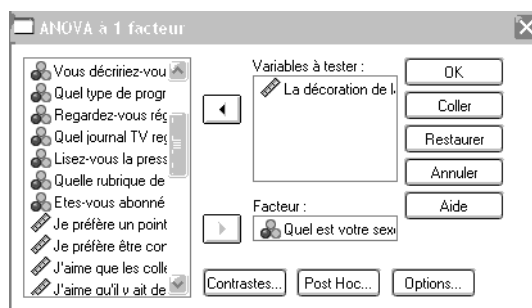 ANOVA à 1 facteur
Vous décririez-vou
Quel type de progr
Regardez-vous rég
Quel journal TV reg
Lisez-vous la press
Quelle rubrique de
Etes-vous abonné
Je préfère un point
Je préfère être cor
J'aime que les colle
J'aime qu'il y ait de
Variables à tester :
La décoration de la
Facteur :
Quel est votre sexe
OK
Coller
Restaurer
Annuler
Aide
Contrastes...
Post Hoc...
Options...